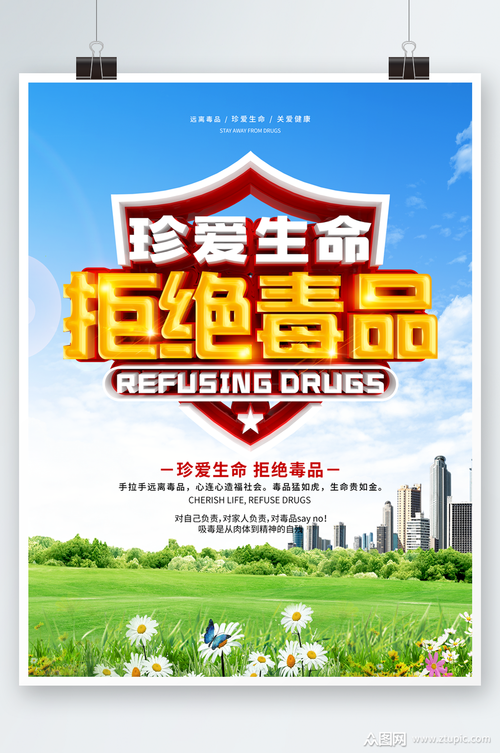 远离毒品 / 珍爱生命 / 关爱健康
STAY AWAY FROM DRUGS
珍爱生命
拒绝毒品
REFUSING DRUGS
珍爱生命 拒绝毒品
手拉手远离毒品，心连心造福社会。毒品猛如虎，生命贵如金。
CHERISH LIFE, REFUSE DRUGS
对自己负责，对家人负责，对毒品say no！
吸毒是从肉体到精神的自残
众图网 www.ztupic.com